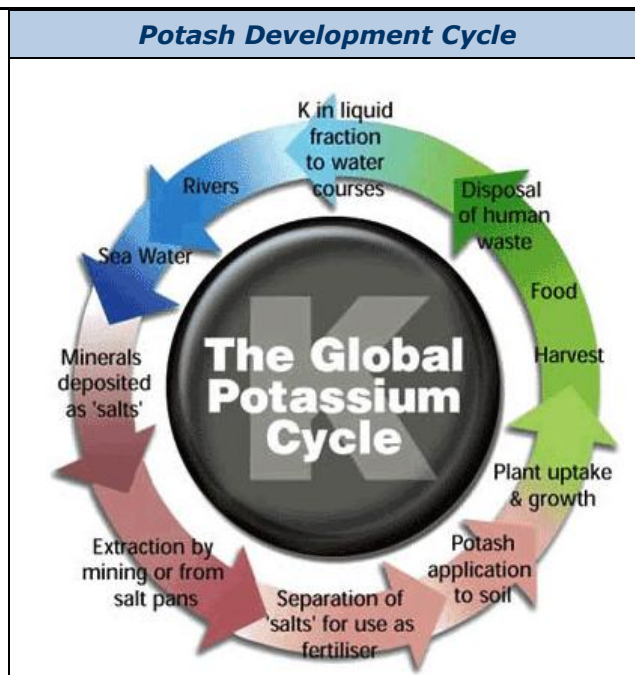 Potash Development Cycle
K in liquid
fraction
to water
courses
Rivers
Sea Water
Minerals
deposited
as 'salts'
Extraction by
mining or from
salt pans
Separation of
'salts' for use as
fertiliser
Potash
application
to soil
Plant uptake
& growth
Harvest
Food
Disposal
of human
waste
K
The Global
Potassium
Cycle